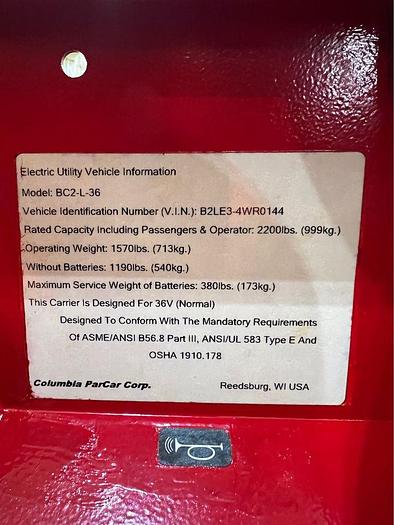 Electric Utility Vehicle Information
Model: BC2-L-36
Vehicle Identification Number (V.I.N.): B2LE3-4WR0144
Rated Capacity Including Passengers & Operator: 2200lbs. (999kg.)
Operating Weight: 1570lbs. (713kg.)
Without Batteries: 1190lbs. (540kg.)
Maximum Service Weight of Batteries: 380lbs. (173kg.)
This Carrier Is Designed For 36V (Normal)
Designed To Conform With The Mandatory Requirements
Of ASME/ANSI B56.8 Part III, ANSI/UL 583 Type E And
OSHA 1910.178
Columbia ParCar Corp. Reedsburg, WI USA